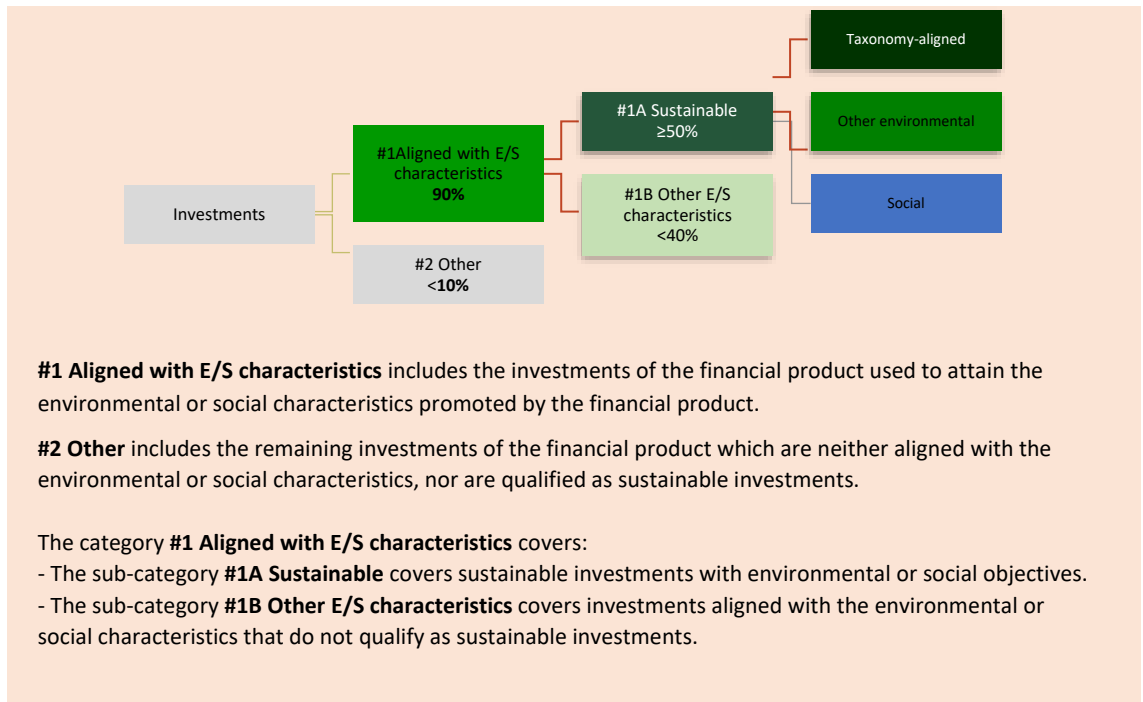 Taxonomy-aligned
#1A Sustainable
≥50%
Other environmental
#1Aligned with E/S
characteristics
90%
#1B Other E/S
characteristics
<40%
Social
Investments
#2 Other
<10%
#1 Aligned with E/S characteristics includes the investments of the financial product used to attain the
environmental or social characteristics promoted by the financial product.
#2 Other includes the remaining investments of the financial product which are neither aligned with the
environmental or social characteristics, nor are qualified as sustainable investments.
The category #1 Aligned with E/S characteristics covers:
- The sub-category #1A Sustainable covers sustainable investments with environmental or social objectives.
- The sub-category #1B Other E/S characteristics covers investments aligned with the environmental or
social characteristics that do not qualify as sustainable investments.